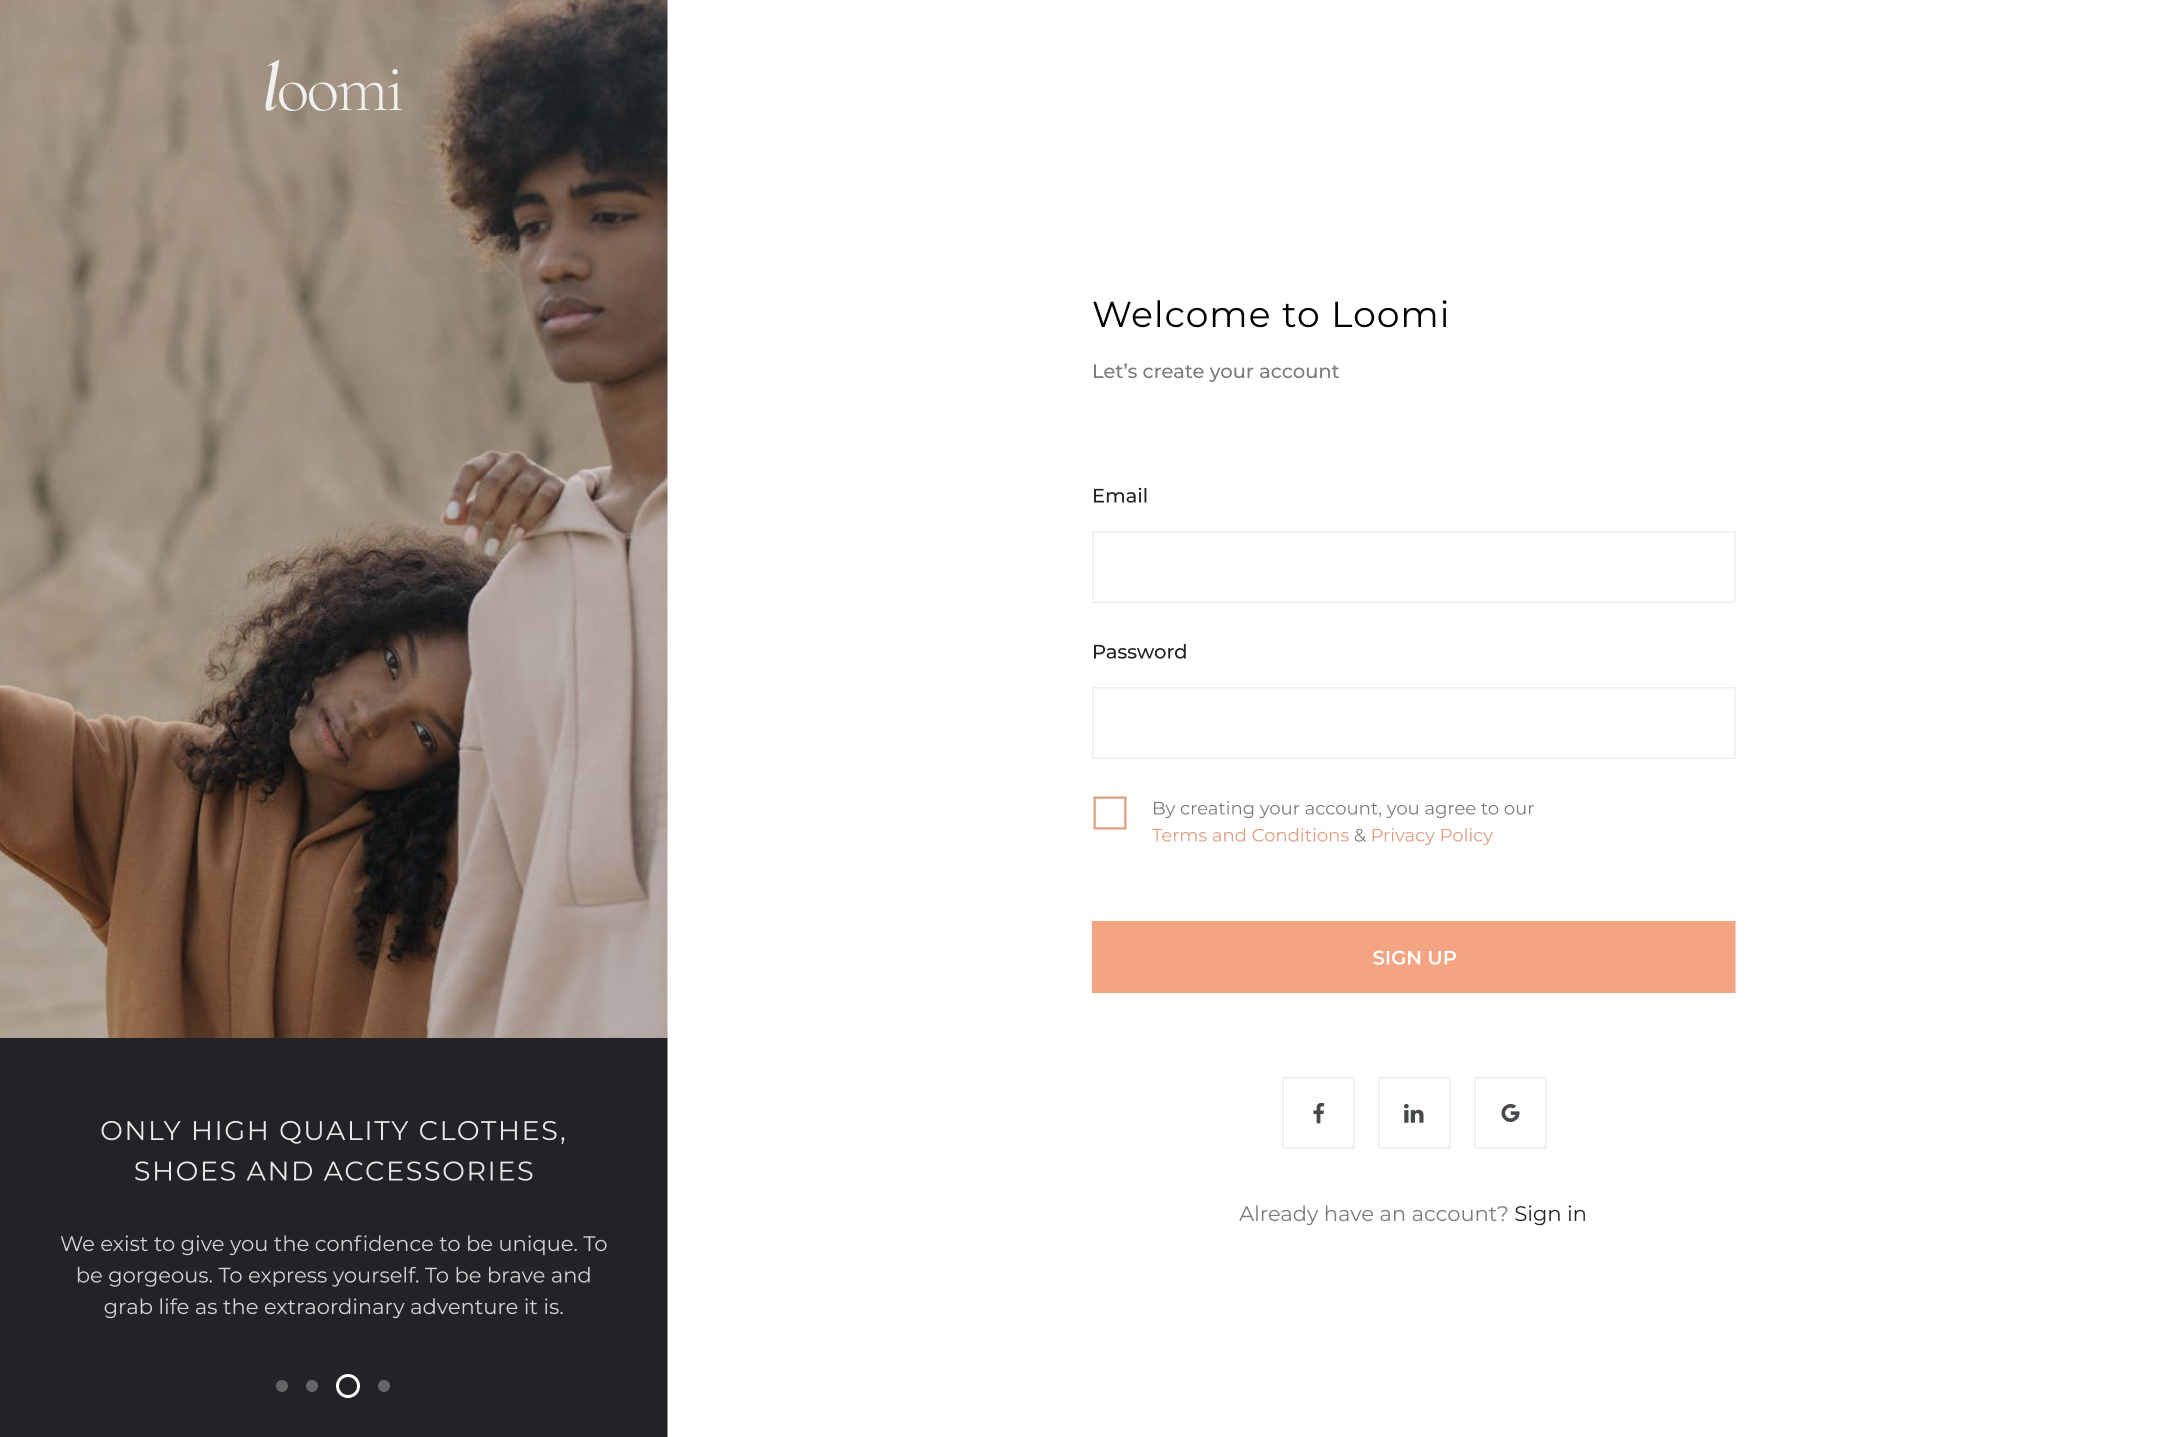 loomi
ONLY HIGH QUALITY CLOTHES,
SHOES AND ACCESSORIES
We exist to give you the confidence to be unique. To
be gorgeous. To express yourself. To be brave and
grab life as the extraordinary adventure it is.
Welcome to Loomi
Let’s create your account
Email
Password
By creating your account, you agree to our
Terms and Conditions & Privacy Policy
SIGN UP
f in G
Already have an account? Sign in